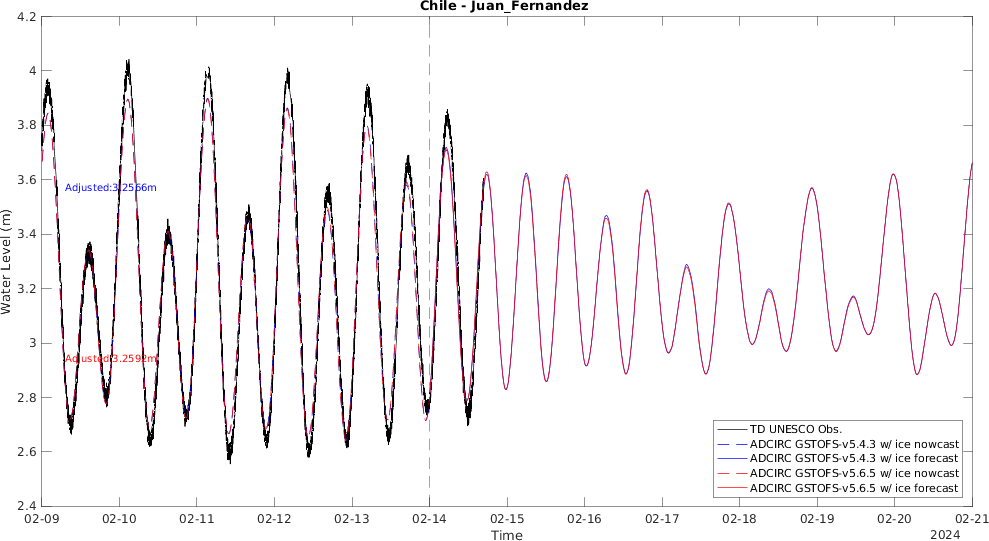 Chile - Juan_Fernandez
Water Level (m)
4.2
4
3.8
3.6
3.4
3.2
3
2.8
2.6
2.4
Adjusted:3.2566m
Adjusted:3.2592m
TD UNESCO Obs.
ADCIRC GSTOFS-v5.4.3 w/ ice nowcast
ADCIRC GSTOFS-v5.4.3 w/ ice forecast
ADCIRC GSTOFS-v5.6.5 w/ ice nowcast
ADCIRC GSTOFS-v5.6.5 w/ ice forecast
02-09 02-10 02-11 02-12 02-13 02-14 02-15 02-16 02-17 02-18 02-19 02-20 02-21
Time
2024